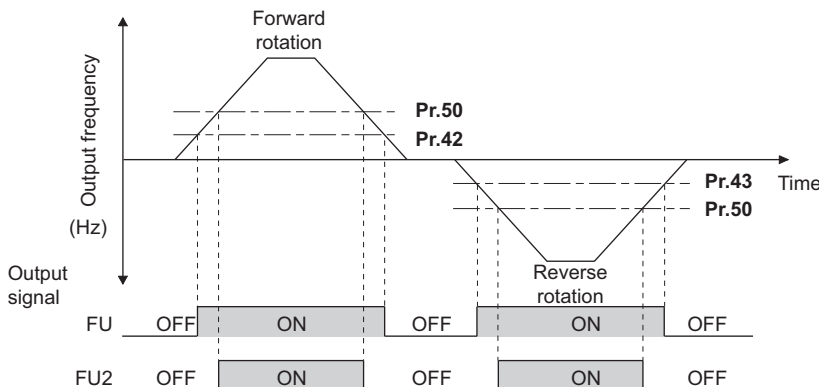 Forward
rotation
Output frequency
(Hz)
Pr.50
Pr.42
Time
Pr.43
Pr.50
Reverse
rotation
Output
signal
FU OFF ON OFF ON OFF
FU2 OFF ON OFF ON OFF